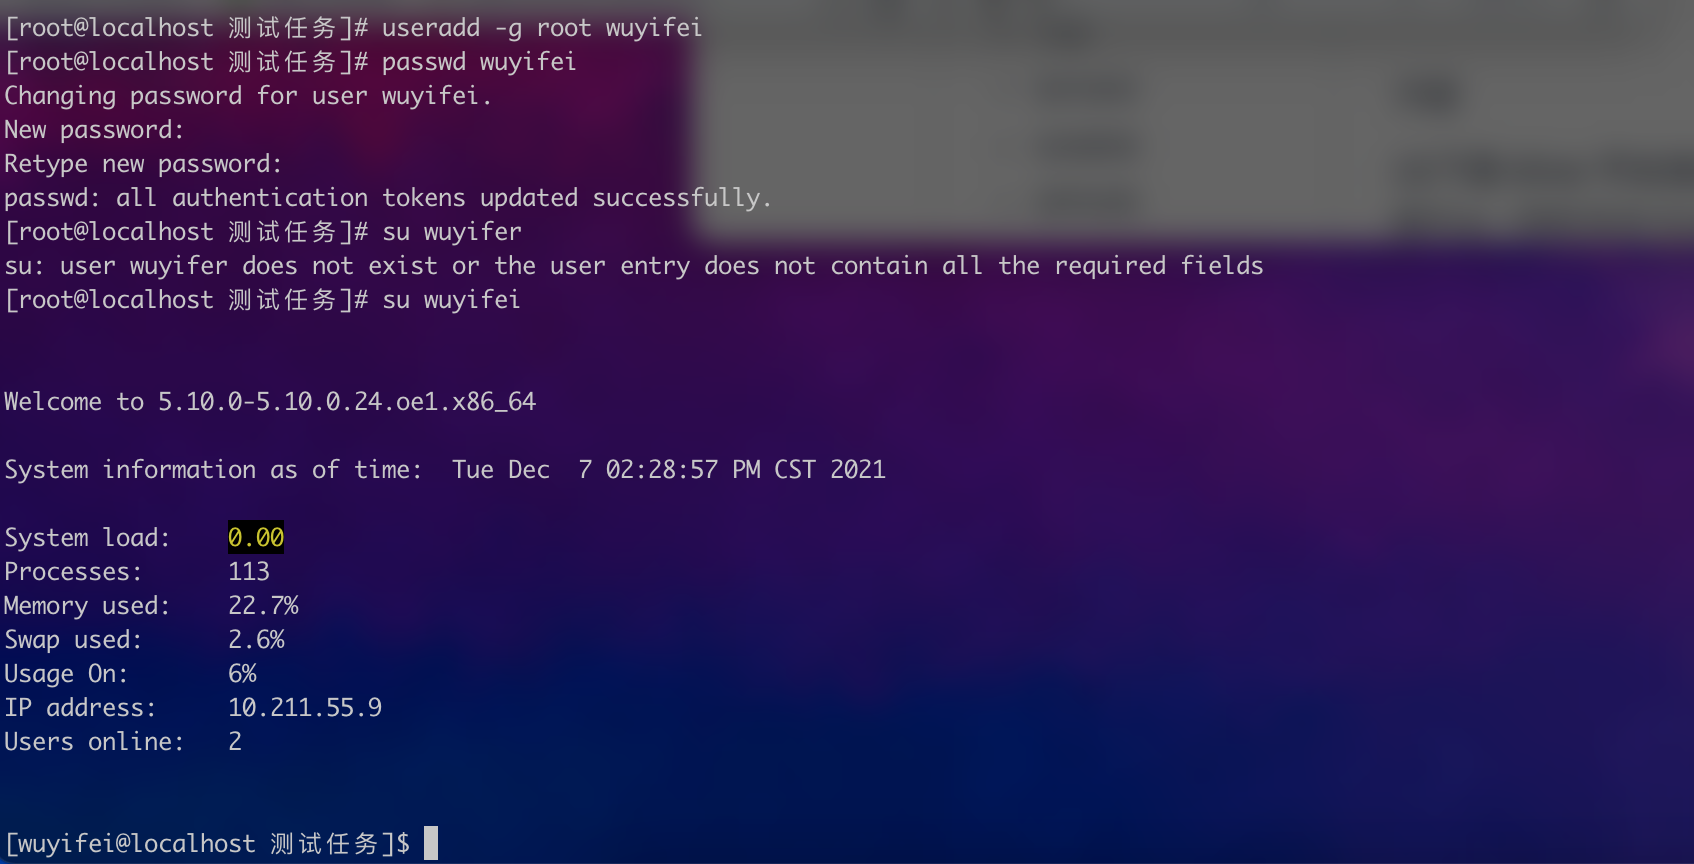 [root@localhost 测试任务]# useradd -g root wuyifei
[root@localhost 测试任务]# passwd wuyifei
Changing password for user wuyifei.
New password:
Retype new password:
passwd: all authentication tokens updated successfully.
[root@localhost 测试任务]# su wuyifer
su: user wuyifer does not exist or the user entry does not contain all the required fields
[root@localhost 测试任务]# su wuyifei
Welcome to 5.10.0-5.10.0.24.oe1.x86_64
System information as of time:  Tue Dec  7 02:28:57 PM CST 2021
System load:    0.00
Processes:      113
Memory used:    22.7%
Swap used:      2.6%
Usage On:       6%
IP address:     10.211.55.9
Users online:   2
[wuyifei@localhost 测试任务]$